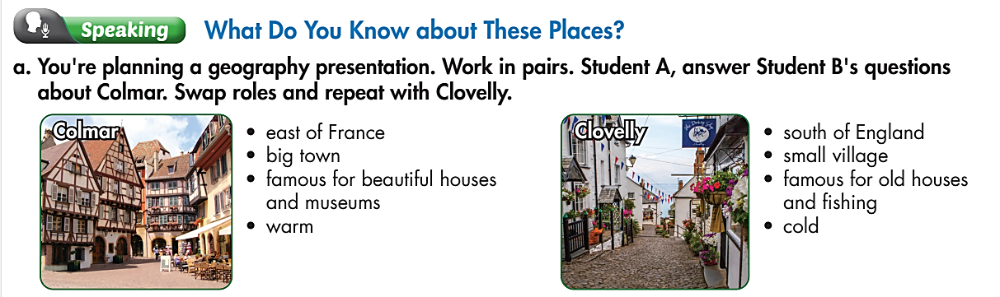 Speaking
What Do You Know about These Places?
a. You're planning a geography presentation. Work in pairs. Student A, answer Student B's questions
about Colmar. Swap roles and repeat with Clovelly.
Colmar
• east of France
• big town
• famous for beautiful houses
and museums
• warm
Clovelly
• south of England
• small village
• famous for old houses
and fishing
• cold